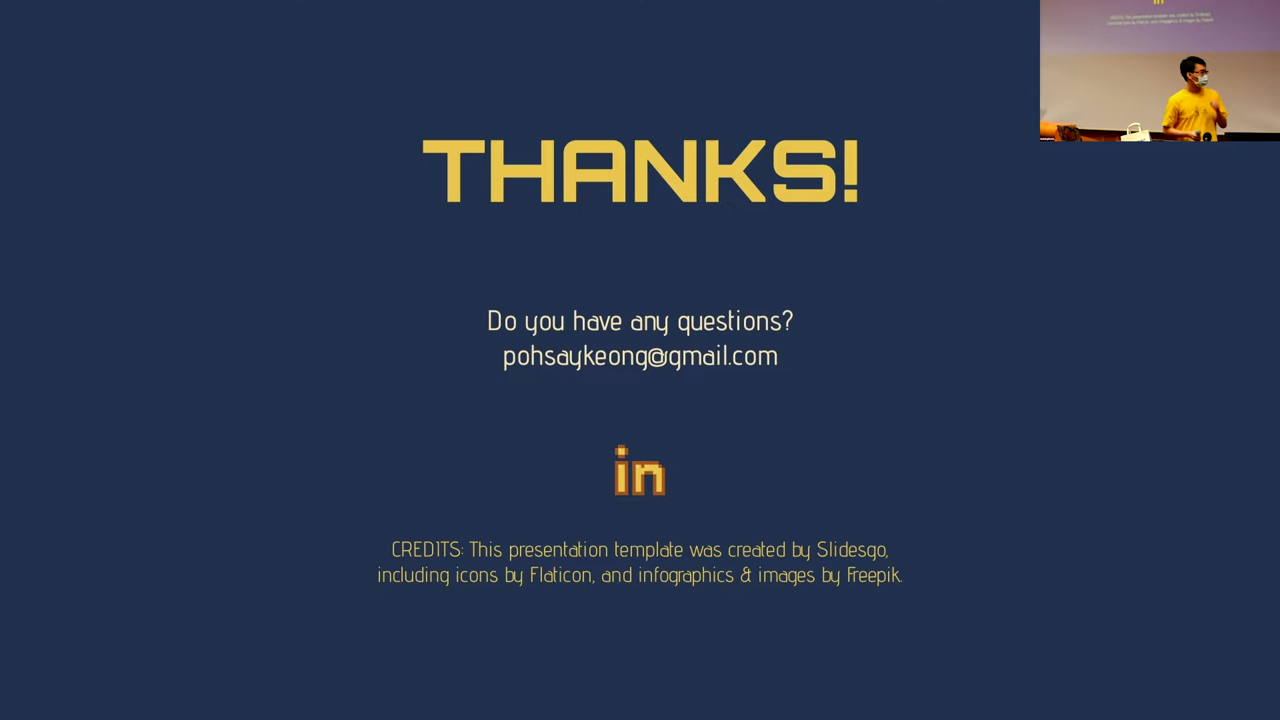 THANKS!
Do you have any questions?
pohsaykeong@gmail.com
in
CREDITS: This presentation template was created by Slidesgo,
including icons by Flaticon, and infographics & images by Freepik.